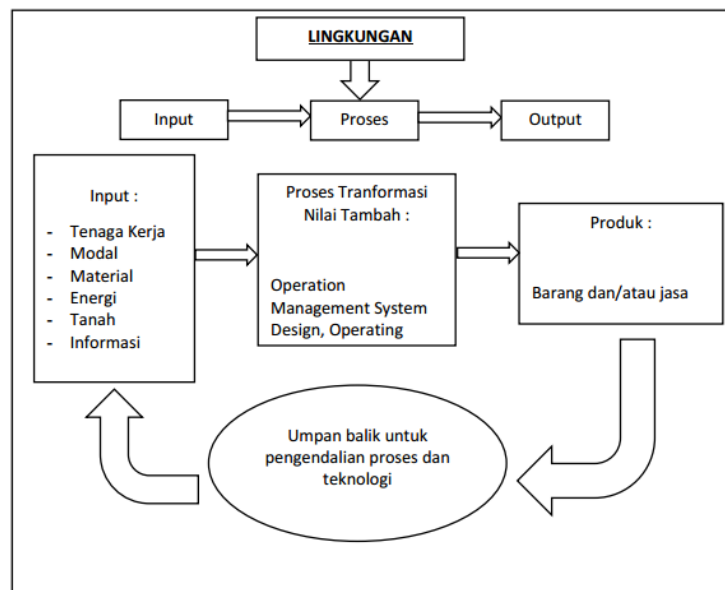 LINGKUNGAN
Input
Proses
Output
Input :
- Tenaga Kerja
- Modal
- Material
- Energi
- Tanah
- Informasi
Proses Tranformasi
Nilai Tambah :
Operation
Management System
Design, Operating
Produk :
Barang dan/atau jasa
Umpan balik untuk
pengendalian proses dan
teknologi